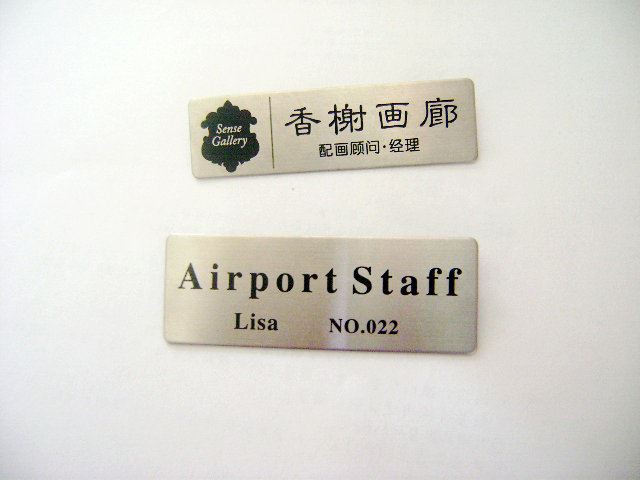 Sense
Gallery
香榭画廊
配画顾问·经理
Airport Staff
Lisa NO.022